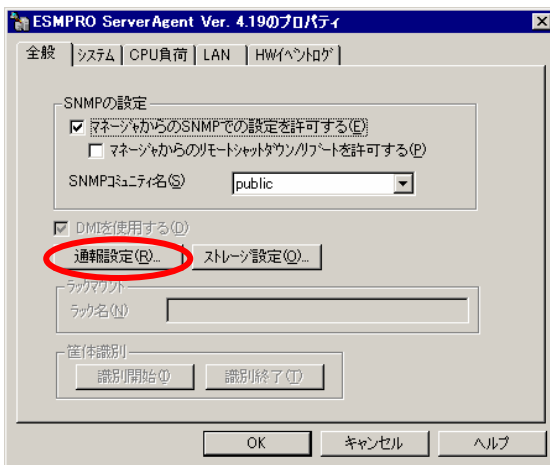 ESMPRO ServerAgent Ver. 4.19のプロパティ
全般 システム CPU負荷 LAN HWイベントログ
SNMPの設定
マネージャからのSNMPでの設定を許可する(E)
マネージャからのリモートシャットダウン/リブートを許可する(P)
SNMPコミュニティ名(S) public
DMIを使用する(D)
通報設定(R)... ストレージ設定(O)...
ラックマウント
ラック名(N)
筐体識別
識別開始(I) 識別終了(T)
OK キャンセル ヘルプ